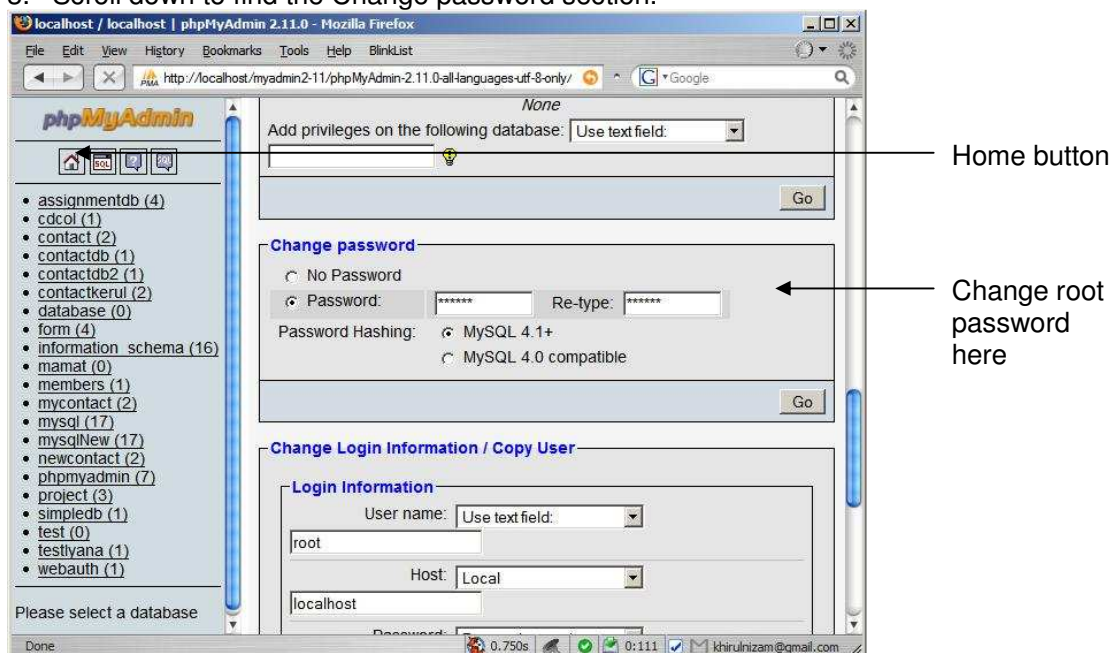 Scroll down to find the Change password section.
localhost / localhost | phpMyAdmin 2.11.0 - Mozilla Firefox
File Edit View History Bookmarks Tools Help BlinkList
http://localhost/myadmin2-11/phpMyAdmin-2.11.0-all-languages-utf-8-only/
Google
phpMyAdmin
SQL
assignmentdb (4)
cdcol (1)
contact (2)
contactdb (1)
contactdb2 (1)
contactkerul (2)
database (0)
form (4)
information_schema (16)
mamat (0)
members (1)
mycontact (2)
mysql (17)
mysqlNew (17)
newcontact (2)
phpmyadmin (7)
project (3)
simpledb (1)
test (0)
testlyana (1)
webauth (1)
Please select a database
None
Add privileges on the following database: Use text field:
Go
Change password
No Password
Password: ****** Re-type: ******
Password Hashing: MySQL 4.1+
MySQL 4.0 compatible
Go
Change Login Information / Copy User
Login Information
User name: Use text field:
root
Host: Local
localhost
Done
0.750s
0:111
khirulnizam@gmail.com
Home button
Change root
password
here